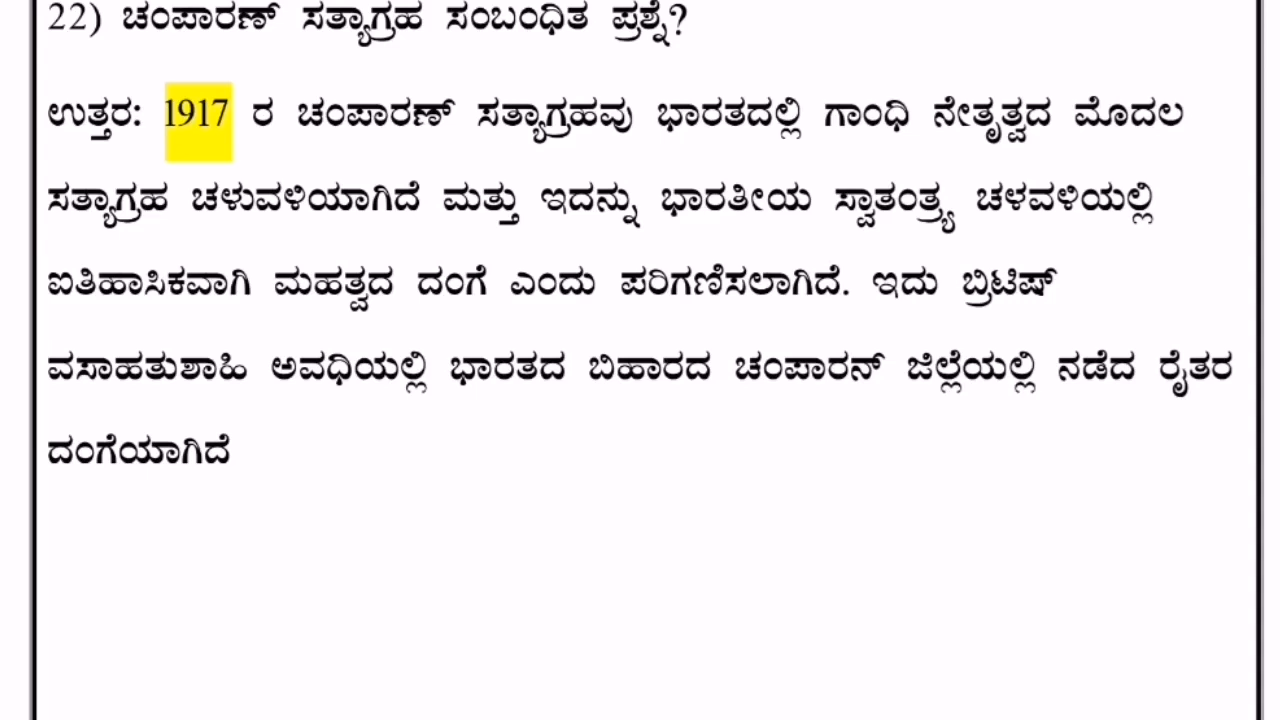 22) ಚಂಪಾರಣ್ ಸತ್ಯಾಗ್ರಹ ಸಂಬಂಧಿತ ಪ್ರಶ್ನೆ?
ಉತ್ತರ: 1917 ರ ಚಂಪಾರಣ್ ಸತ್ಯಾಗ್ರಹವು ಭಾರತದಲ್ಲಿ ಗಾಂಧಿ ನೇತೃತ್ವದ ಮೊದಲ
ಸತ್ಯಾಗ್ರಹ ಚಳುವಳಿಯಾಗಿದೆ ಮತ್ತು ಇದನ್ನು ಭಾರತೀಯ ಸ್ವಾತಂತ್ರ್ಯ ಚಳವಳಿಯಲ್ಲಿ
ಐತಿಹಾಸಿಕವಾಗಿ ಮಹತ್ವದ ದಂಗೆ ಎಂದು ಪರಿಗಣಿಸಲಾಗಿದೆ. ಇದು ಬ್ರಿಟಿಷ್
ವಸಾಹತುಶಾಹಿ ಅವಧಿಯಲ್ಲಿ ಭಾರತದ ಬಿಹಾರದ ಚಂಪಾರನ್ ಜಿಲ್ಲೆಯಲ್ಲಿ ನಡೆದ ರೈತರ
ದಂಗೆಯಾಗಿದೆ